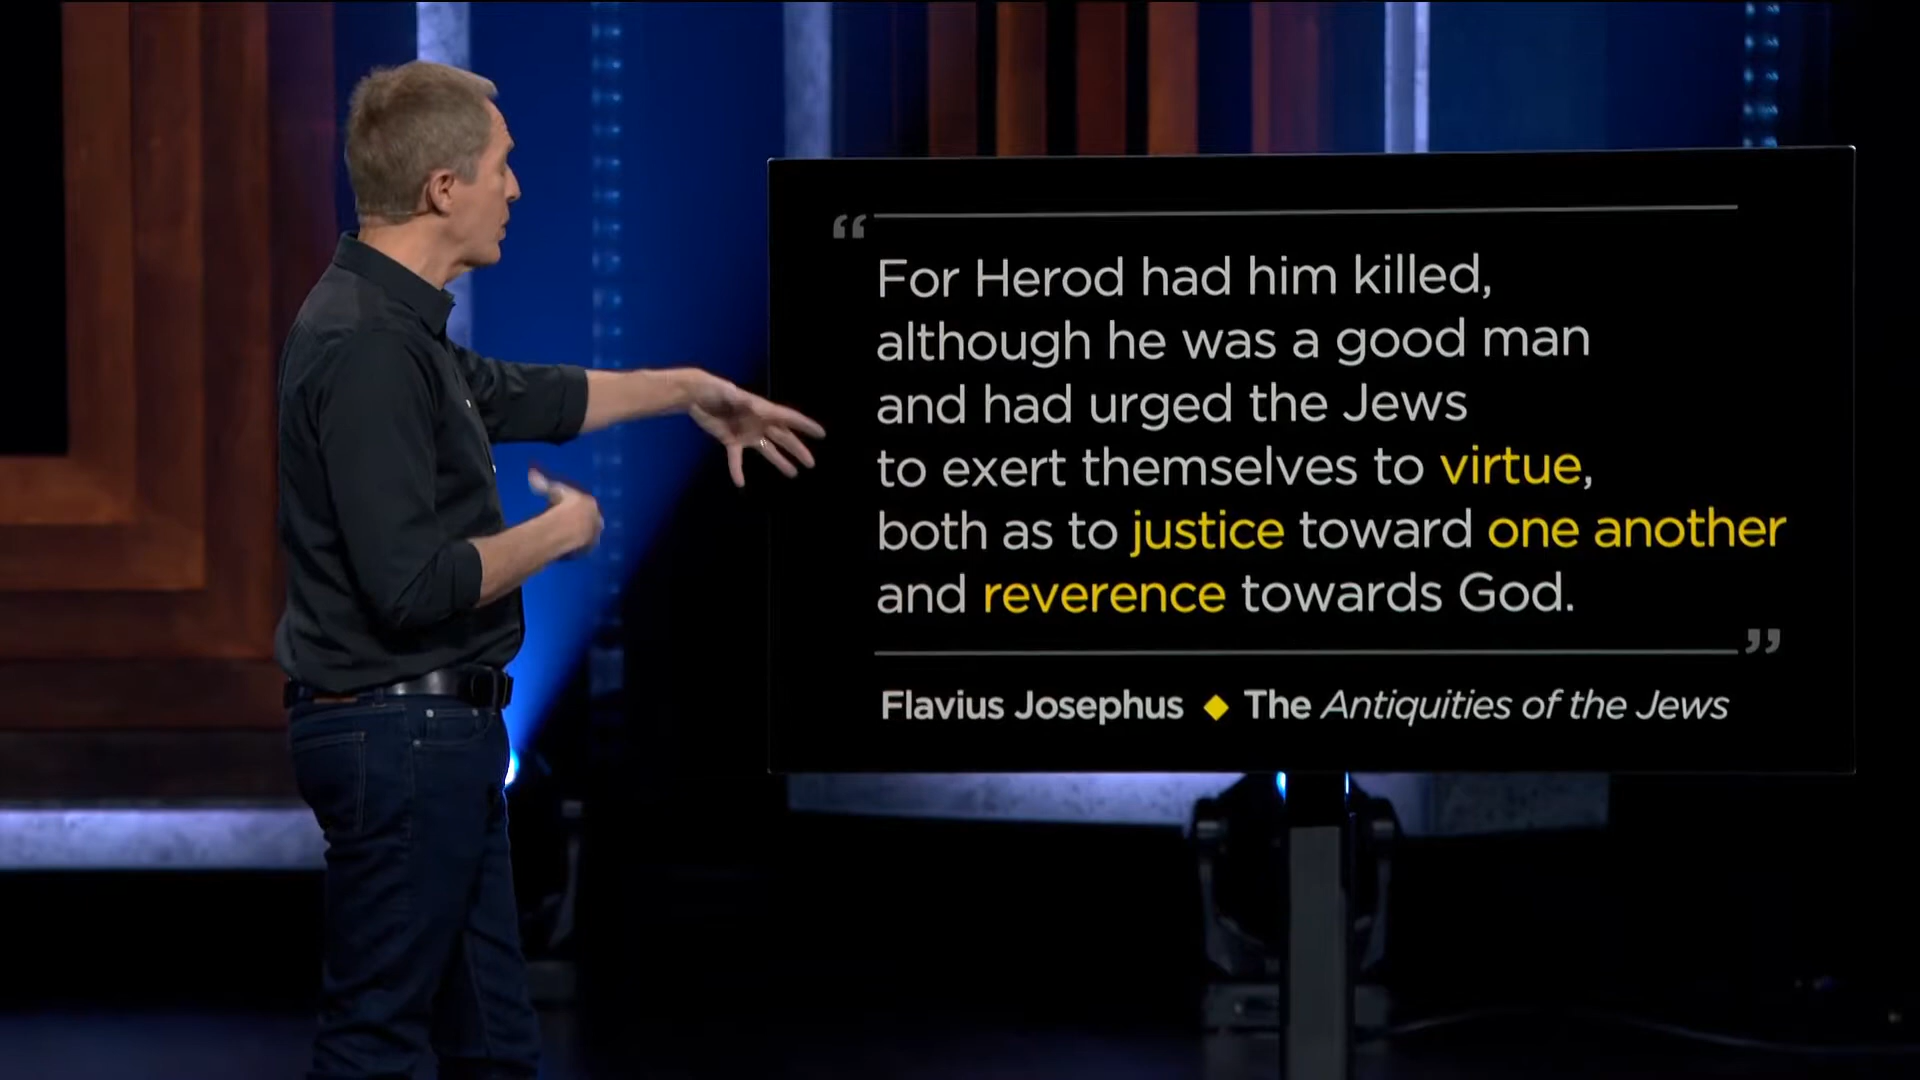 “
For Herod had him killed,
although he was a good man
and had urged the Jews
to exert themselves to virtue,
both as to justice toward one another
and reverence towards God.
”
Flavius Josephus ◆ The Antiquities of the Jews